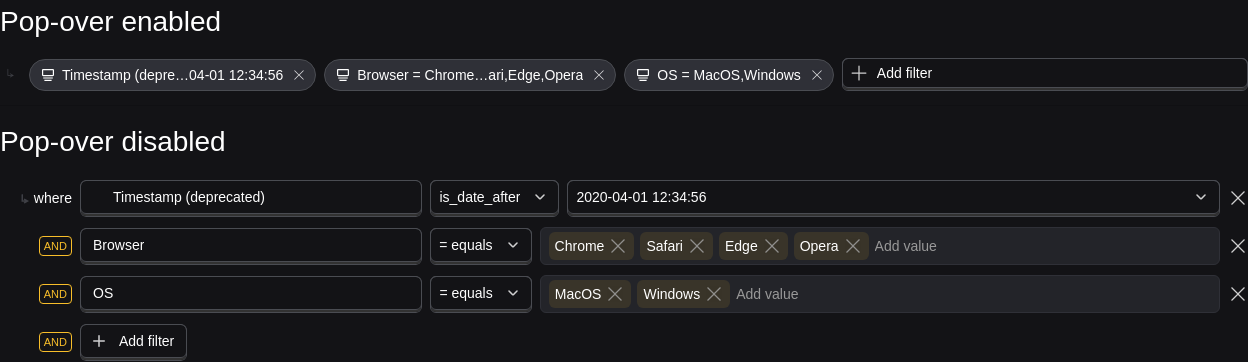 Pop-over enabled
Timestamp (depre…04-01 12:34:56 Browser = Chrome…ari,Edge,Opera OS = MacOS,Windows Add filter
Pop-over disabled
where Timestamp (deprecated) is_date_after 2020-04-01 12:34:56
AND Browser = equals Chrome Safari Edge Opera Add value
AND OS = equals MacOS Windows Add value
AND Add filter